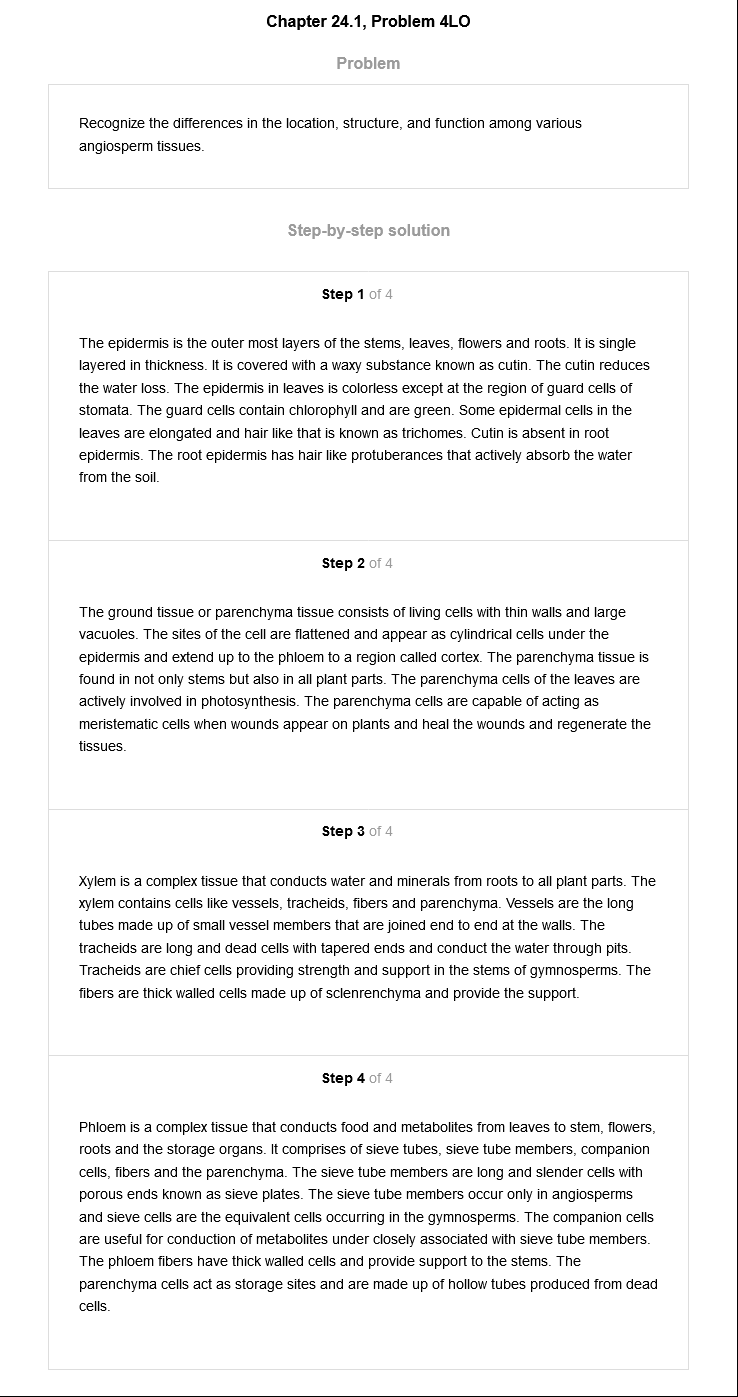 Chapter 24.1, Problem 4LO
Problem
Recognize the differences in the location, structure, and function among various
angiosperm tissues.
Step-by-step solution
Step 1 of 4
The epidermis is the outer most layers of the stems, leaves, flowers and roots. It is single
layered in thickness. It is covered with a waxy substance known as cutin. The cutin reduces
the water loss. The epidermis in leaves is colorless except at the region of guard cells of
stomata. The guard cells contain chlorophyll and are green. Some epidermal cells in the
leaves are elongated and hair like that is known as trichomes. Cutin is absent in root
epidermis. The root epidermis has hair like protuberances that actively absorb the water
from the soil.
Step 2 of 4
The ground tissue or parenchyma tissue consists of living cells with thin walls and large
vacuoles. The sites of the cell are flattened and appear as cylindrical cells under the
epidermis and extend up to the phloem to a region called cortex. The parenchyma tissue is
found in not only stems but also in all plant parts. The parenchyma cells of the leaves are
actively involved in photosynthesis. The parenchyma cells are capable of acting as
meristematic cells when wounds appear on plants and heal the wounds and regenerate the
tissues.
Step 3 of 4
Xylem is a complex tissue that conducts water and minerals from roots to all plant parts. The
xylem contains cells like vessels, tracheids, fibers and parenchyma. Vessels are the long
tubes made up of small vessel members that are joined end to end at the walls. The
tracheids are long and dead cells with tapered ends and conduct the water through pits.
Tracheids are chief cells providing strength and support in the stems of gymnosperms. The
fibers are thick walled cells made up of sclenrenchyma and provide the support.
Step 4 of 4
Phloem is a complex tissue that conducts food and metabolites from leaves to stem, flowers,
roots and the storage organs. It comprises of sieve tubes, sieve tube members, companion
cells, fibers and the parenchyma. The sieve tube members are long and slender cells with
porous ends known as sieve plates. The sieve tube members occur only in angiosperms
and sieve cells are the equivalent cells occurring in the gymnosperms. The companion cells
are useful for conduction of metabolites under closely associated with sieve tube members.
The phloem fibers have thick walled cells and provide support to the stems. The
parenchyma cells act as storage sites and are made up of hollow tubes produced from dead
cells.